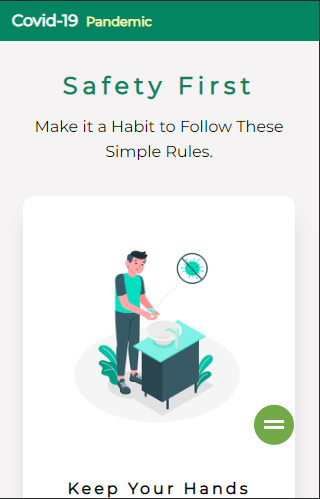 Covid-19 Pandemic
Safety First
Make it a Habit to Follow These
Simple Rules.
Keep Your Hands